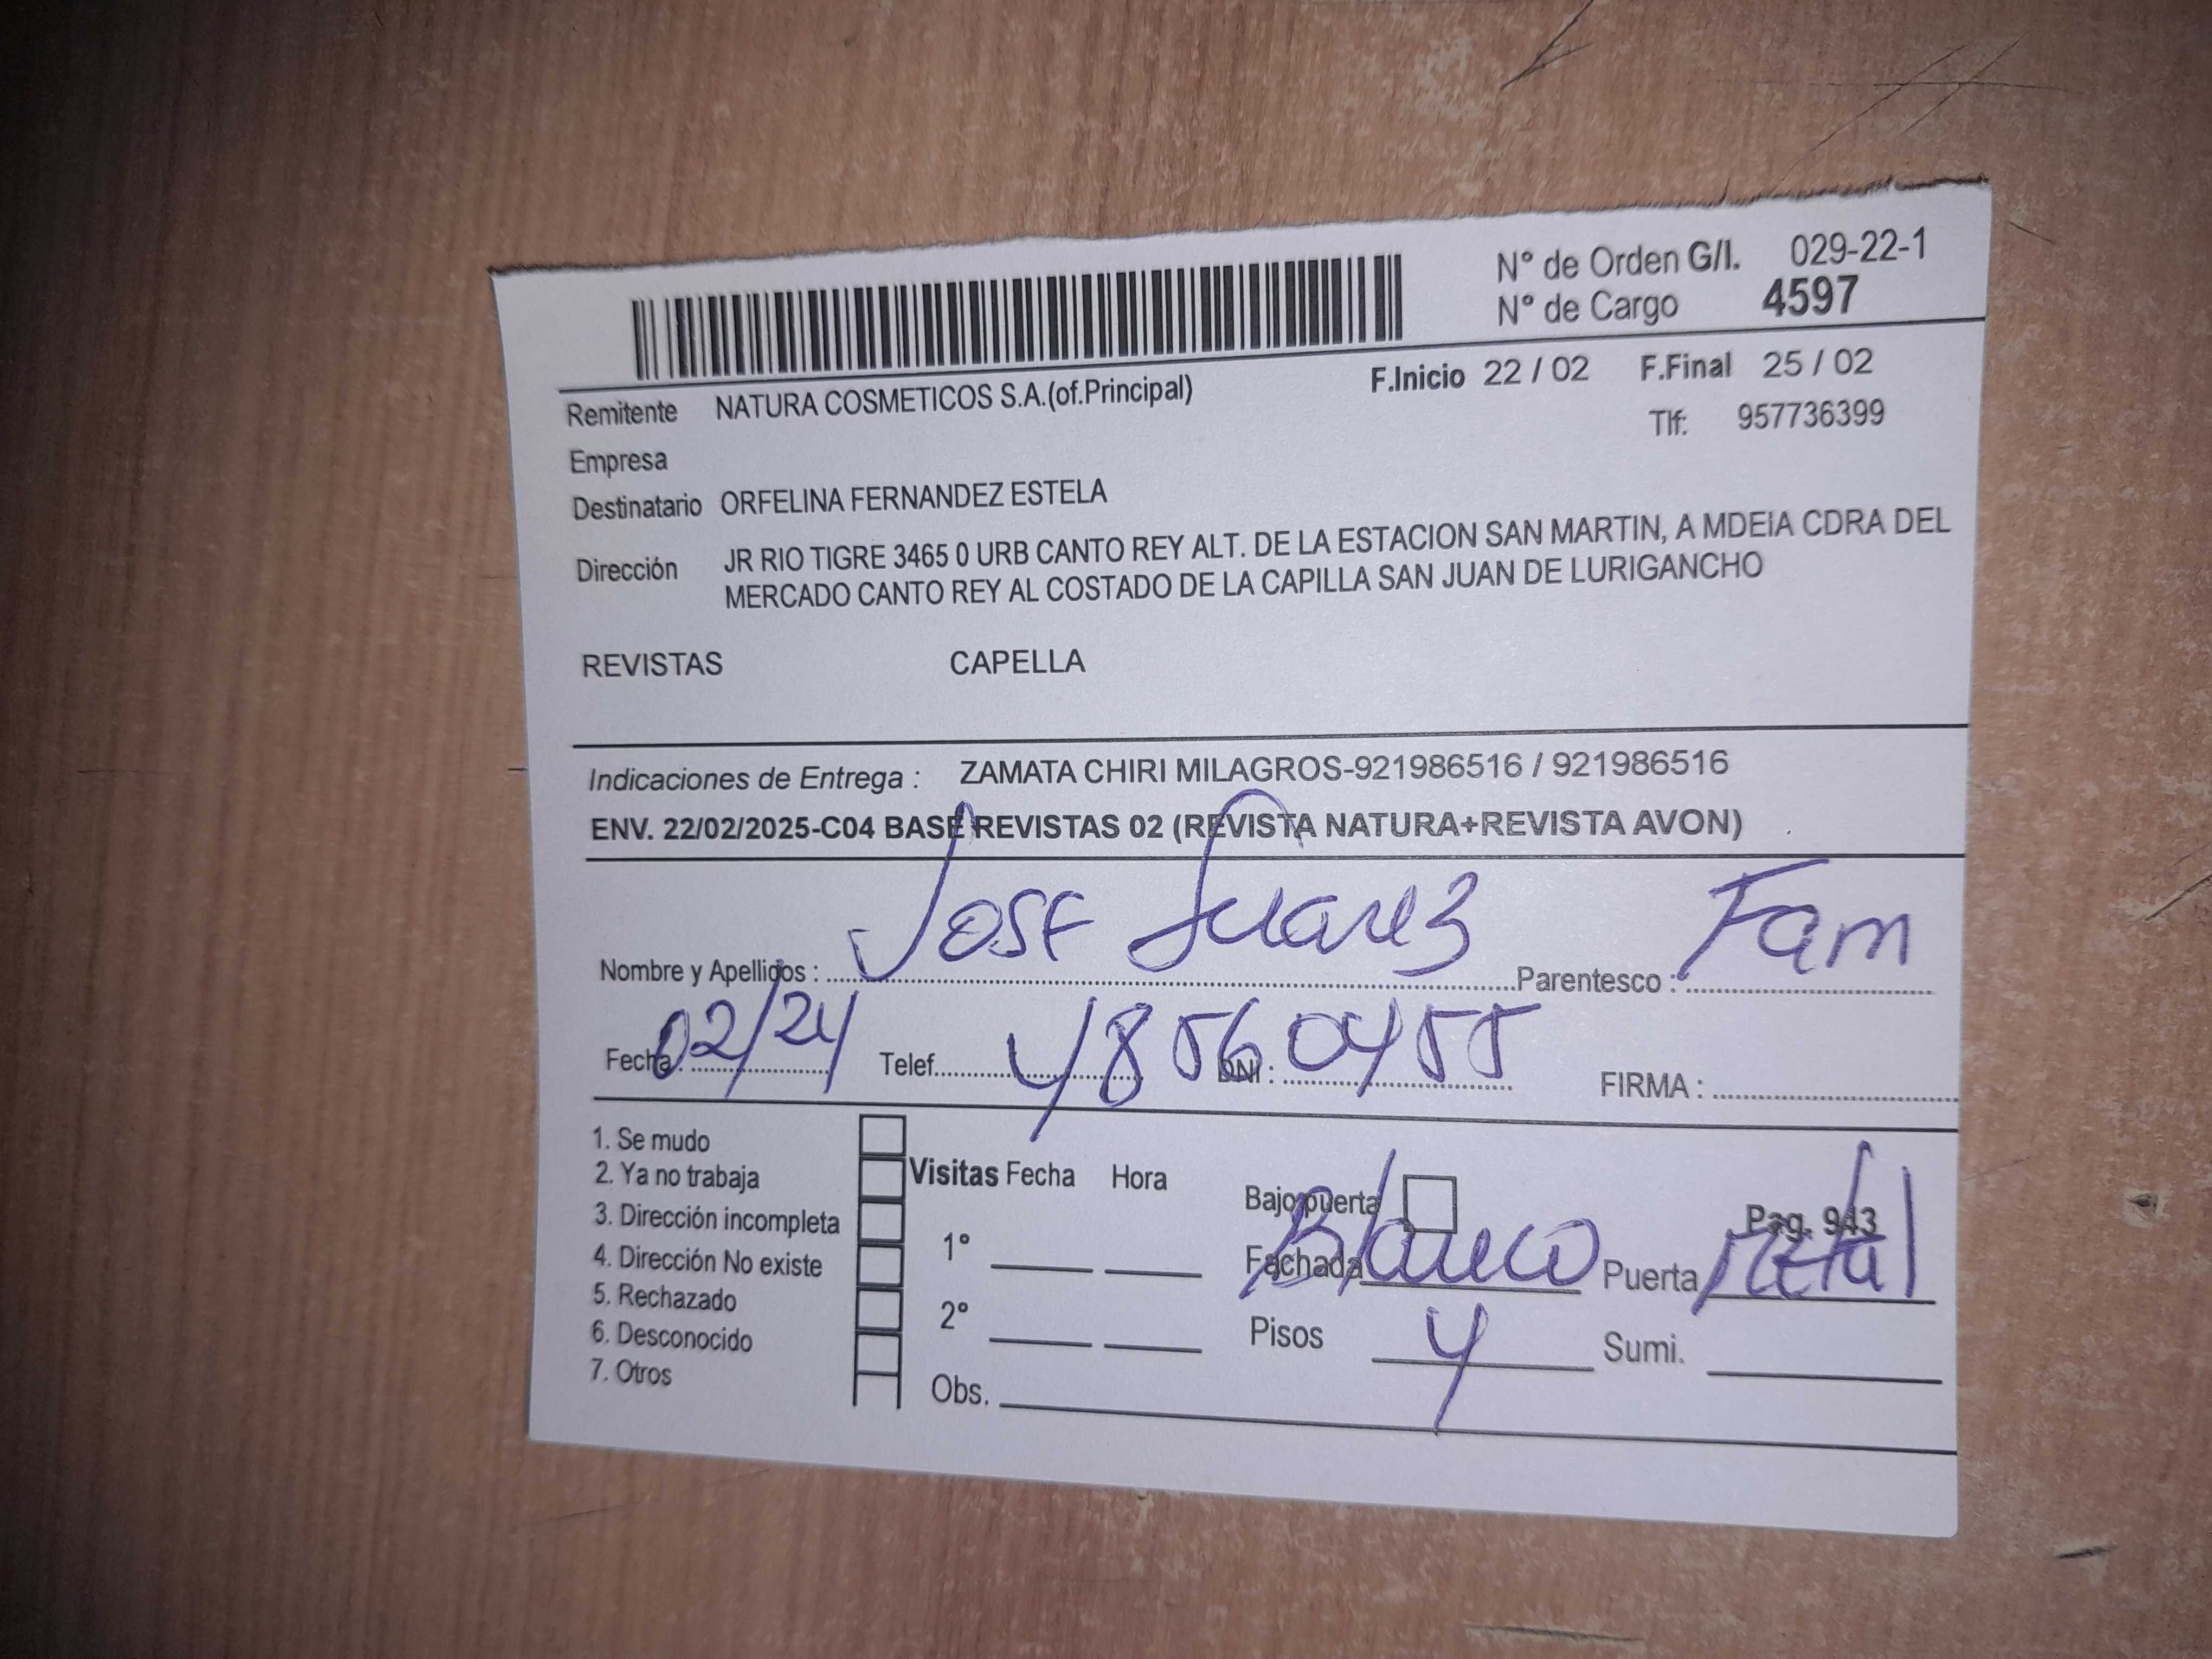 Nº de Orden G/I. 029-22-1
Nº de Cargo 4597
F.Inicio 22 / 02 F.Final 25 / 02
Remitente NATURA COSMETICOS S.A.(of.Principal)
Tlf: 957736399
Empresa
Destinatario ORFELINA FERNANDEZ ESTELA
Dirección JR RIO TIGRE 3465 0 URB CANTO REY ALT. DE LA ESTACION SAN MARTIN, A MDEIA CDRA DEL
MERCADO CANTO REY AL COSTADO DE LA CAPILLA SAN JUAN DE LURIGANCHO
REVISTAS CAPELLA
Indicaciones de Entrega : ZAMATA CHIRI MILAGROS-921986516 / 921986516
ENV. 22/02/2025-C04 BASE REVISTAS 02 (REVISTA NATURA+REVISTA AVON)
Nombre y Apellidos : Jose Suarez Parentesco : Fam
Fecha : 02/24 Telef. DNI : 48560455 FIRMA :
1. Se mudo
2. Ya no trabaja
3. Dirección incompleta
4. Dirección No existe
5. Rechazado
6. Desconocido
7. Otros
Visitas Fecha Hora
1º
2º
Obs.
Bajo puerta
Pag. 943
Fachada Blanco Puerta Metal
Pisos 4 Sumi.